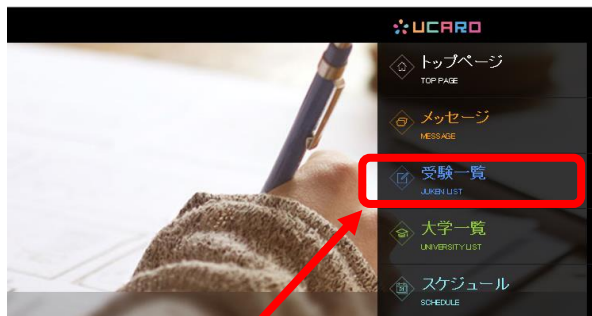 UCARO
トップページ
TOP PAGE
メッセージ
MESSAGE
受験一覧
JUKEN LIST
大学一覧
UNIVERSITY LIST
スケジュール
SCHEDULE